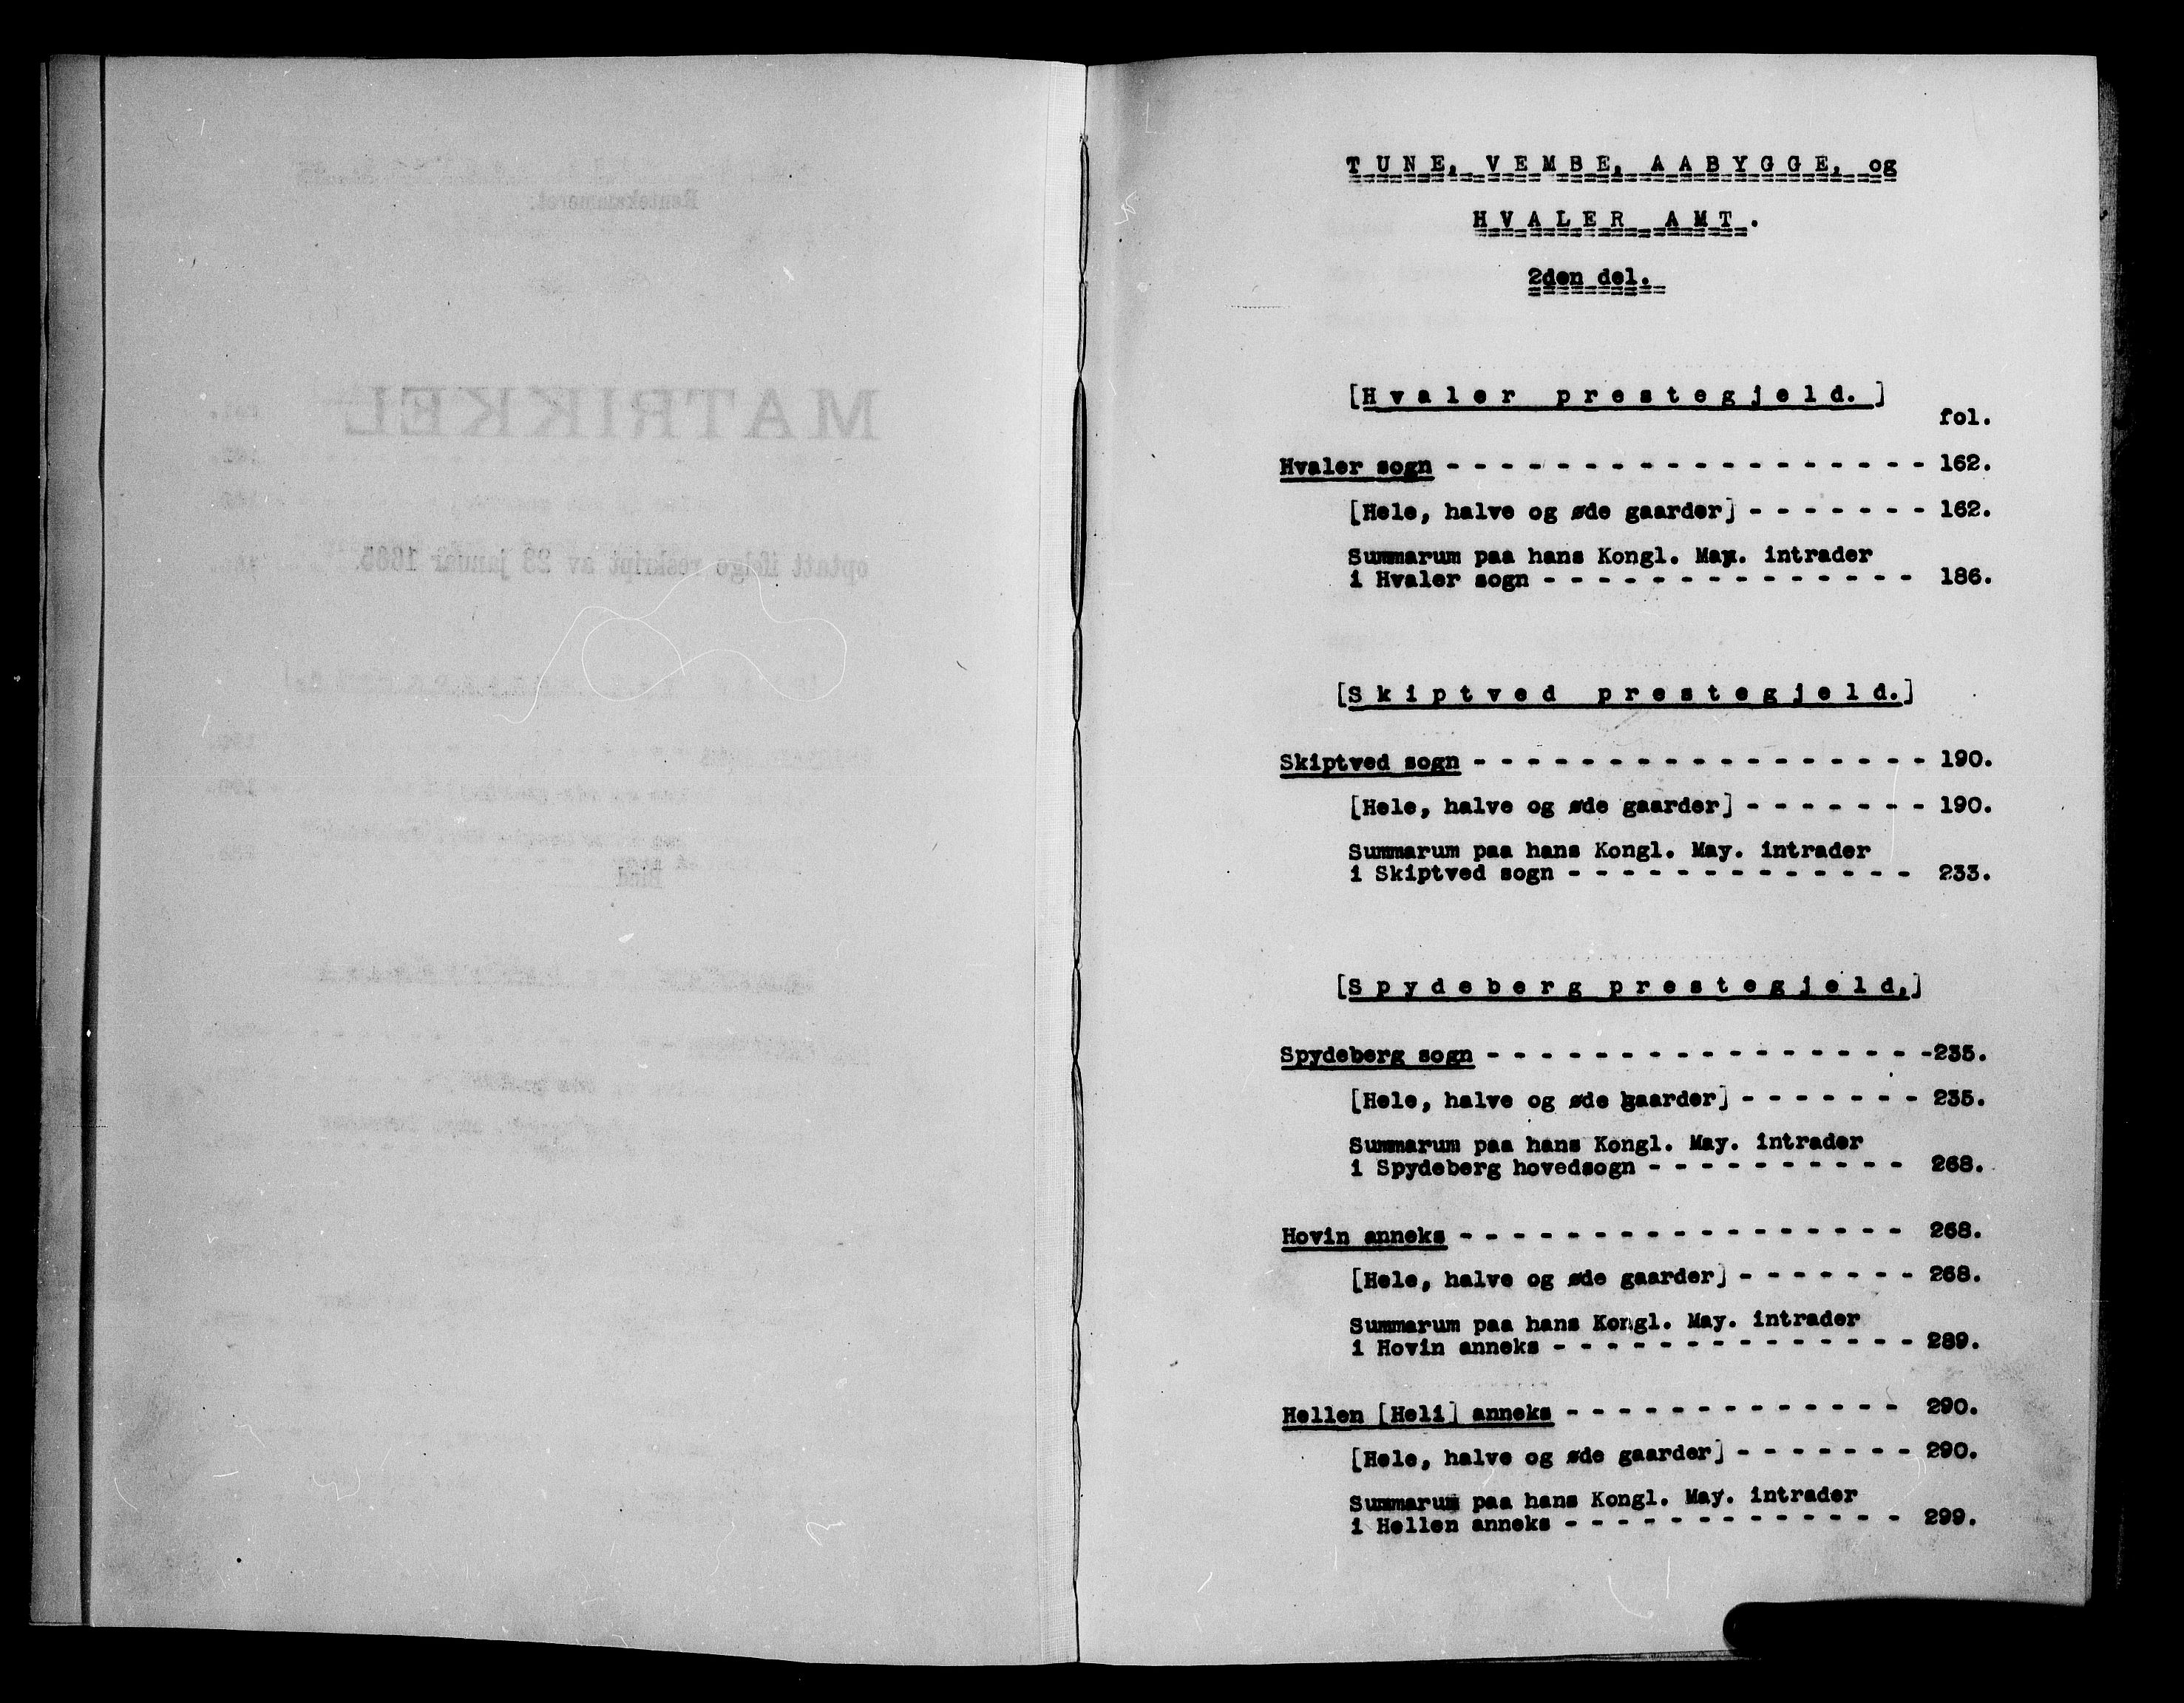 TUNE, VEMBE, AABYGGE, og
HVALER AMT.
2den del.
[Hvaler prestegjeld.]
fol.
Hvaler sogn - - - - - - - - - - - - - - - - - - 162.
[Hele, halve og øde gaarder] - - - - - - - 162.
Summarum paa hans Kongl. May. intrader
i Hvaler sogn - - - - - - - - - - - - - - 186.
[Skiptved prestegjeld.]
Skiptved sogn - - - - - - - - - - - - - - - - - 190.
[Hele, halve og øde gaarder] - - - - - - - 190.
Summarum paa hans Kongl. May. intrader
i Skiptved sogn - - - - - - - - - - - - - 233.
[Spydeberg prestegjeld.]
Spydeberg sogn - - - - - - - - - - - - - - - - -235.
[Hele, halve og øde gaarder] - - - - - - - 235.
Summarum paa hans Kongl. May. intrader
i Spydeberg hovedsogn - - - - - - - - - - 268.
Hovin anneks - - - - - - - - - - - - - - - - - 268.
[Hele, halve og øde gaarder] - - - - - - - 268.
Summarum paa hans Kongl. May. intrader
i Hovin anneks - - - - - - - - - - - - - - 289.
Hellen [Heli] anneks - - - - - - - - - - - - - 290.
[Hele, halve og øde gaarder] - - - - - - - 290.
Summarum paa hans Kongl. May. intrader
i Hellen anneks - - - - - - - - - - - - - 299.